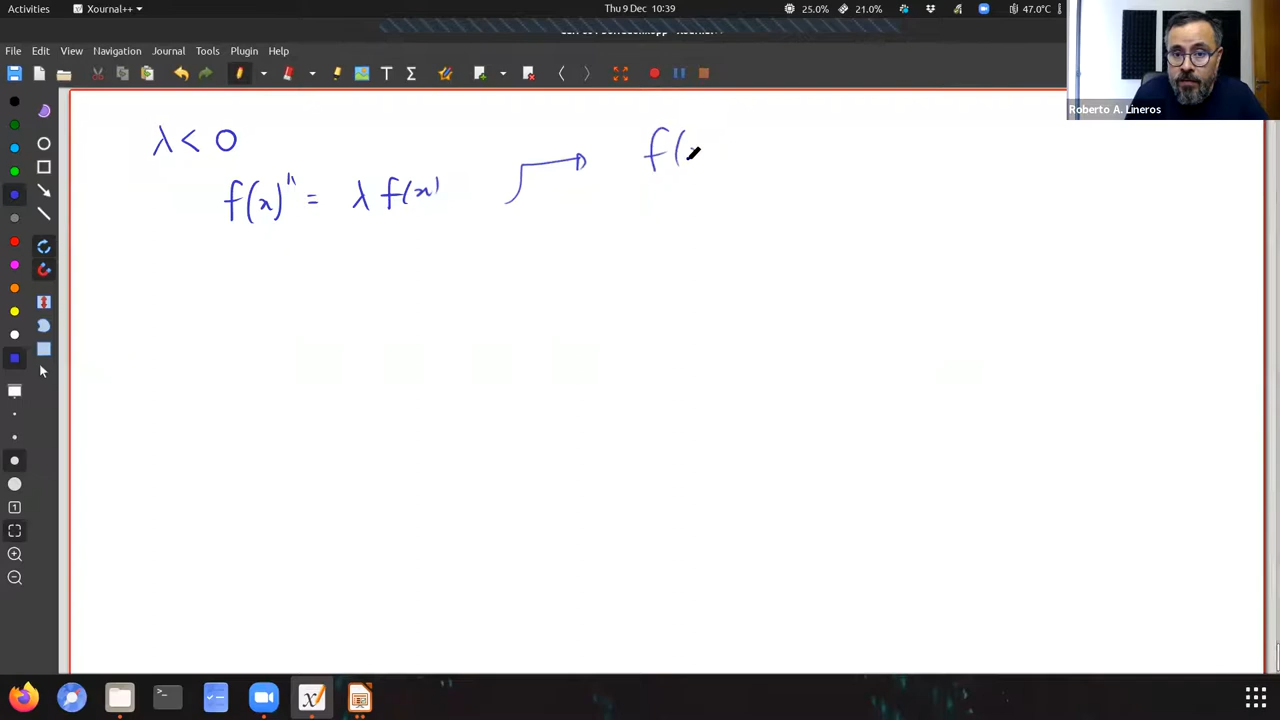 Activities
Xournal++
Thu 9 Dec 10:39
25.0%
21.0%
47.0°C
File Edit View Navigation Journal Tools Plugin Help
Roberto A. Lineros
λ < 0
f(x)" = λ f(x)
f(